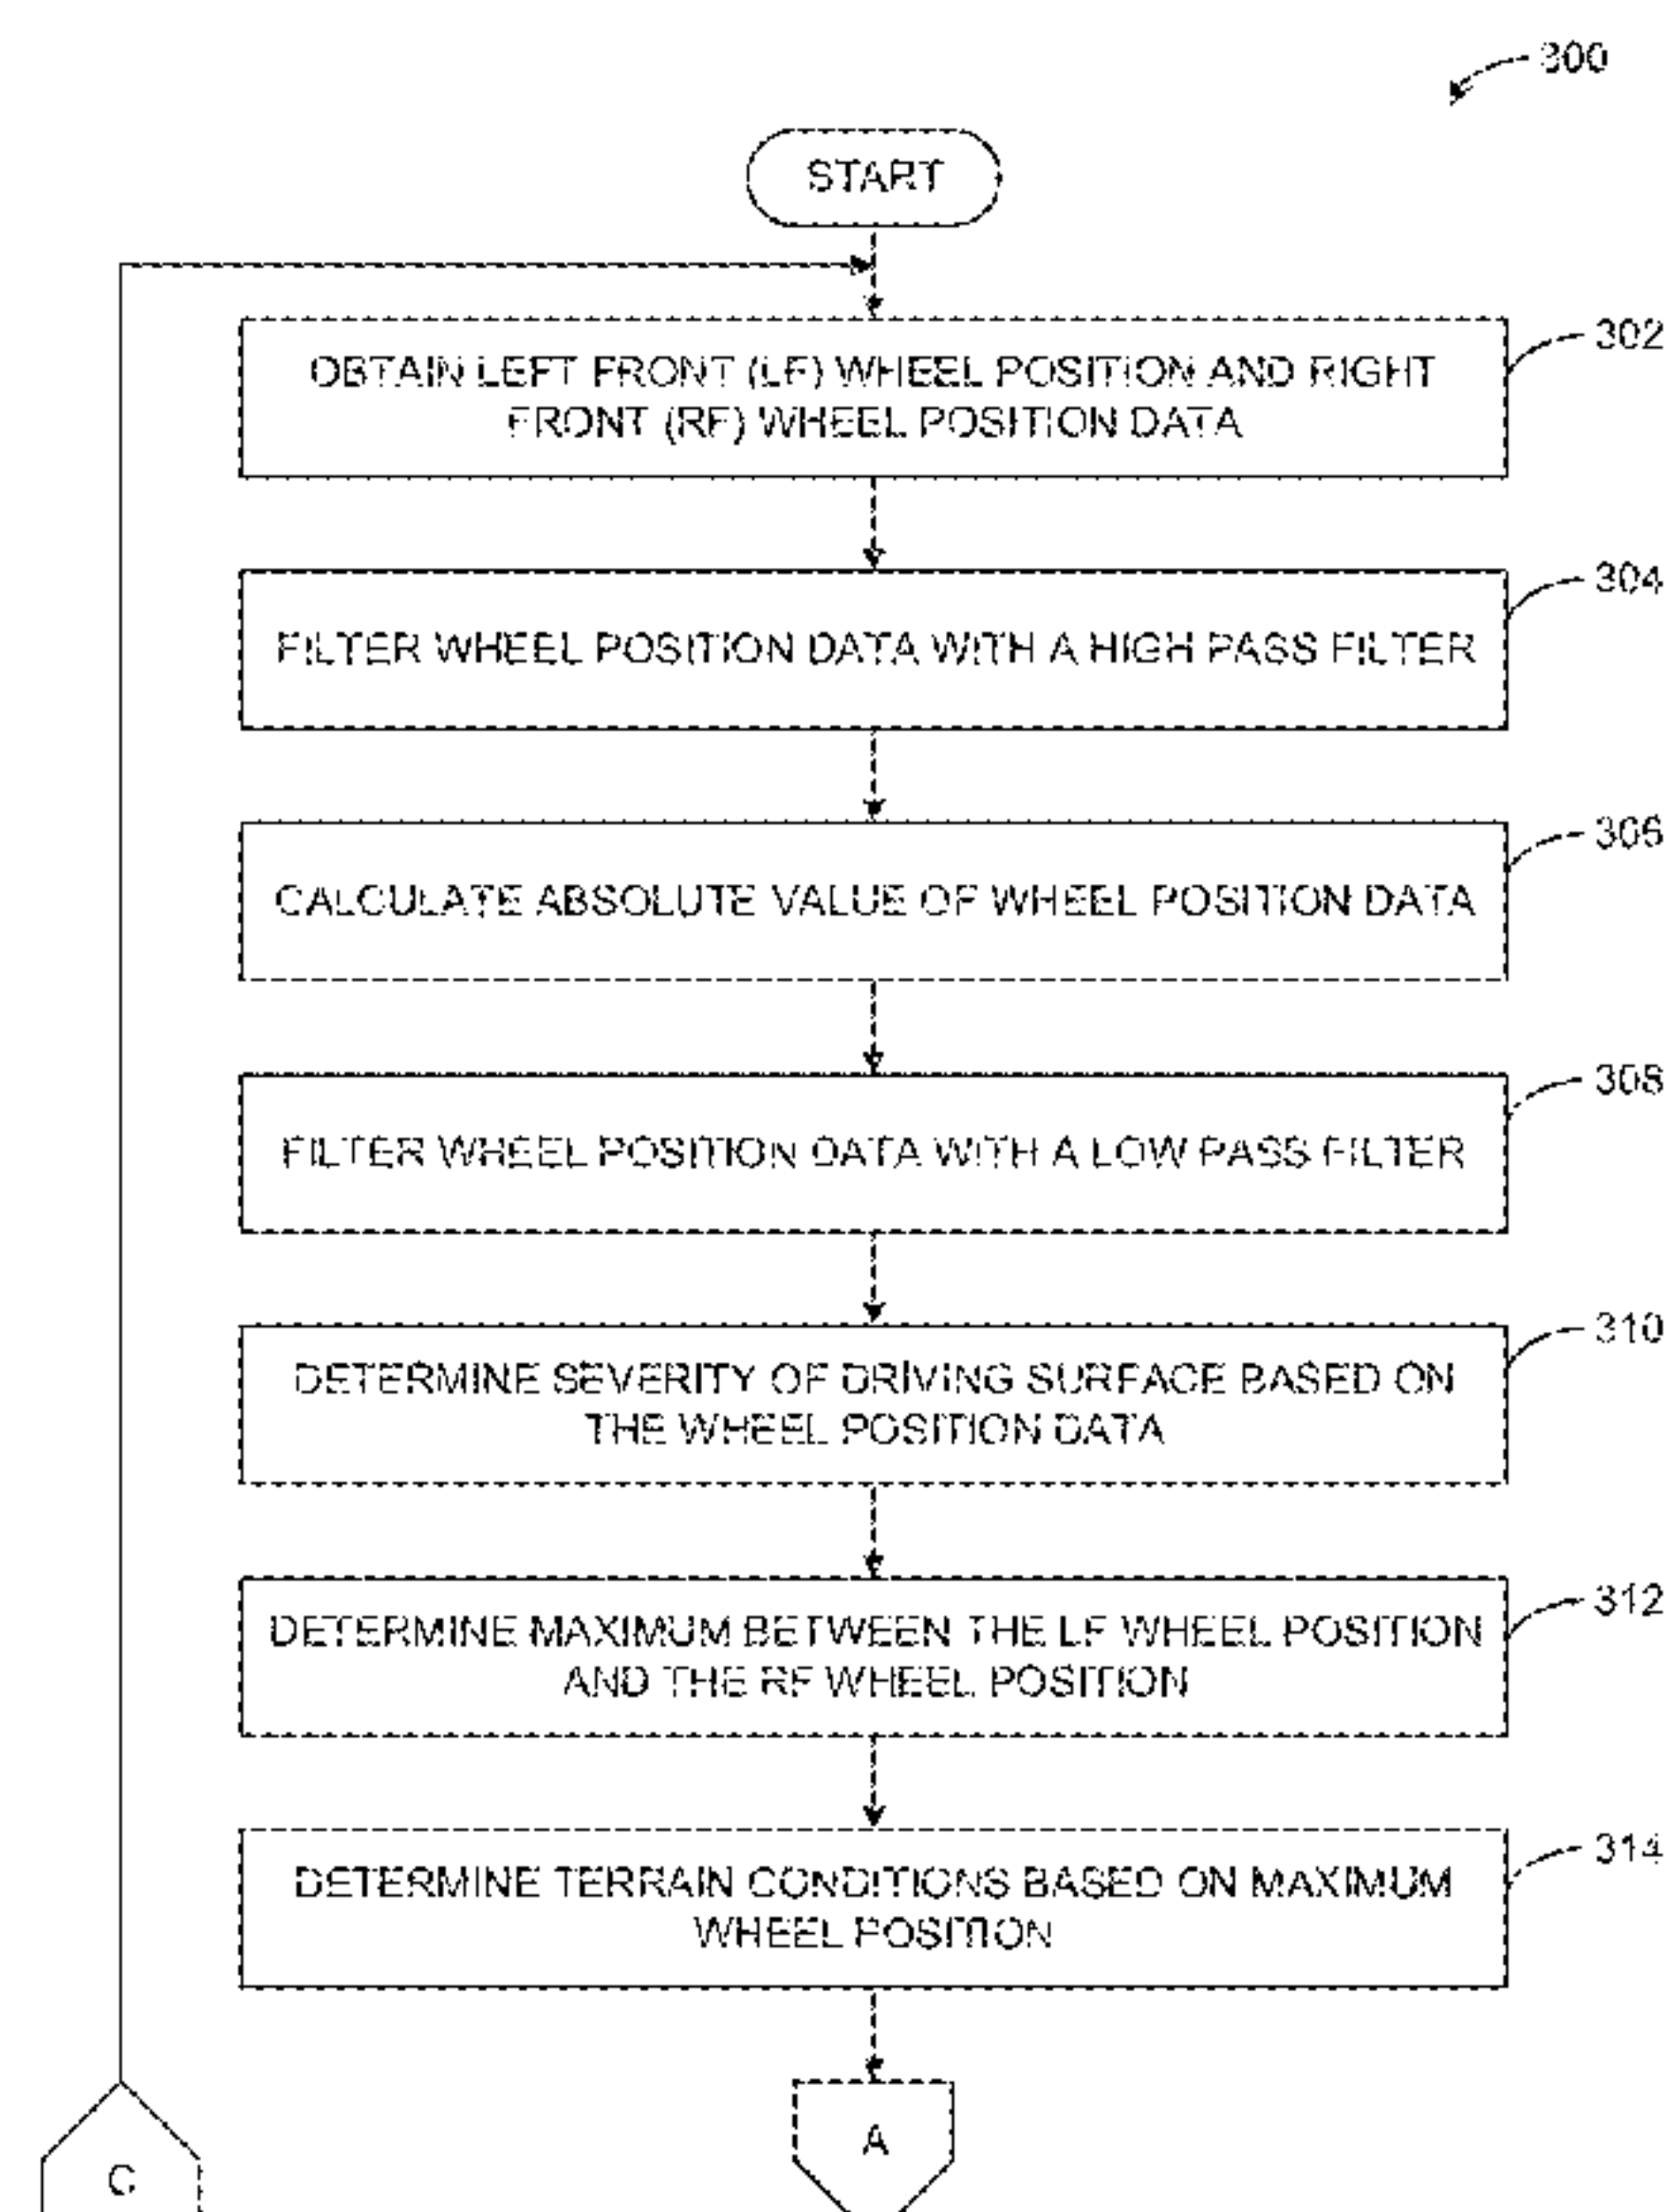 300
START
302
OBTAIN LEFT FRONT (LF) WHEEL POSITION AND RIGHT
FRONT (RF) WHEEL POSITION DATA
304
FILTER WHEEL POSITION DATA WITH A HIGH PASS FILTER
306
CALCULATE ABSOLUTE VALUE OF WHEEL POSITION DATA
308
FILTER WHEEL POSITION DATA WITH A LOW PASS FILTER
310
DETERMINE SEVERITY OF DRIVING SURFACE BASED ON
THE WHEEL POSITION DATA
312
DETERMINE MAXIMUM BETWEEN THE LF WHEEL POSITION
AND THE RF WHEEL POSITION
314
DETERMINE TERRAIN CONDITIONS BASED ON MAXIMUM
WHEEL POSITION
A
C